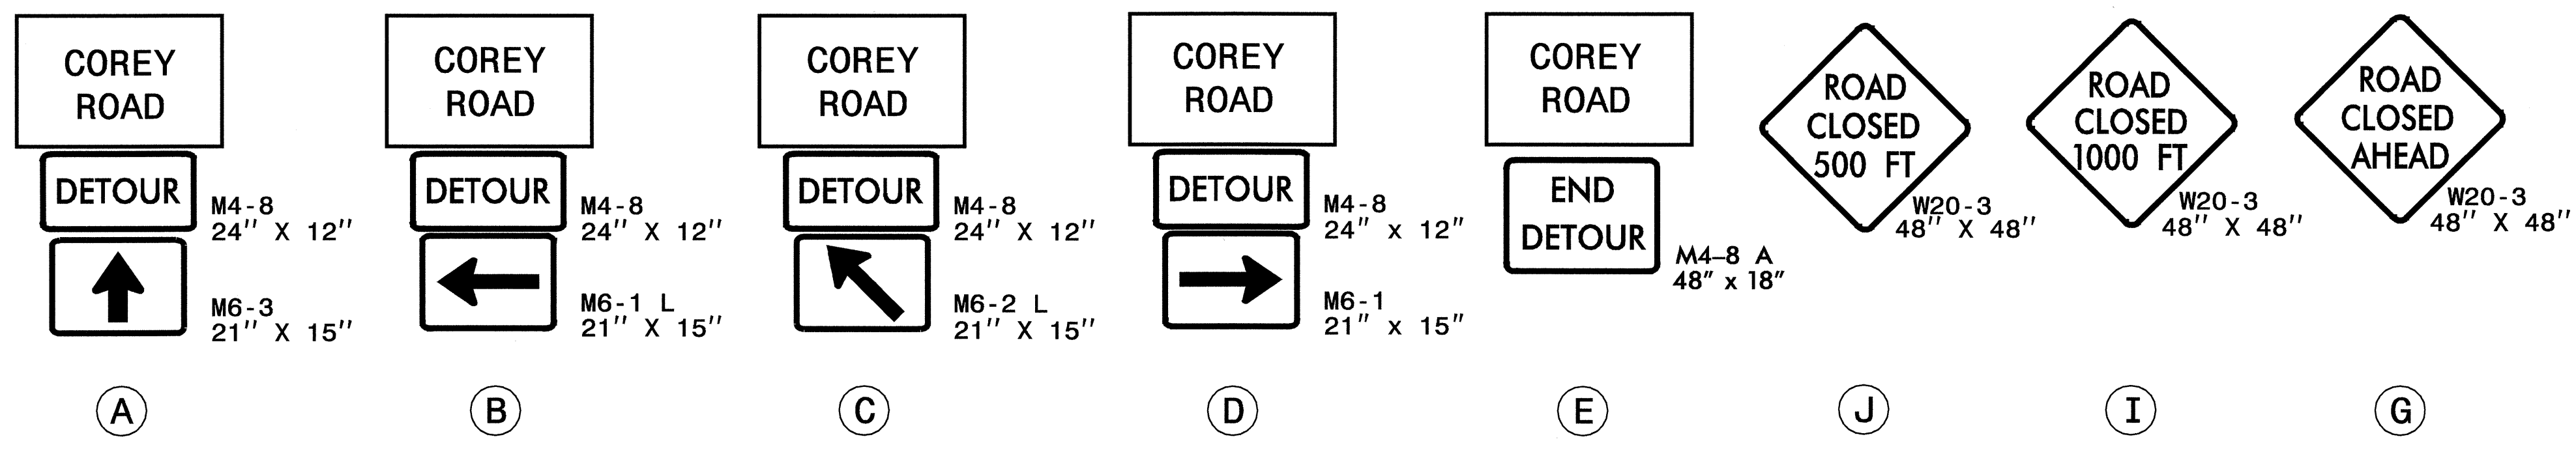 COREY
ROAD
DETOUR
M4-8
24" X 12"
M6-3
21" X 15"
A
COREY
ROAD
DETOUR
M4-8
24" X 12"
M6-1 L
21" X 15"
B
COREY
ROAD
DETOUR
M4-8
24" X 12"
M6-2 L
21" X 15"
C
COREY
ROAD
DETOUR
M4-8
24" x 12"
M6-1
21" x 15"
D
COREY
ROAD
END
DETOUR
M4–8 A
48" x 18"
E
ROAD
CLOSED
500 FT
W20-3
48" X 48"
J
ROAD
CLOSED
1000 FT
W20-3
48" X 48"
I
ROAD
CLOSED
AHEAD
W20-3
48" X 48"
G